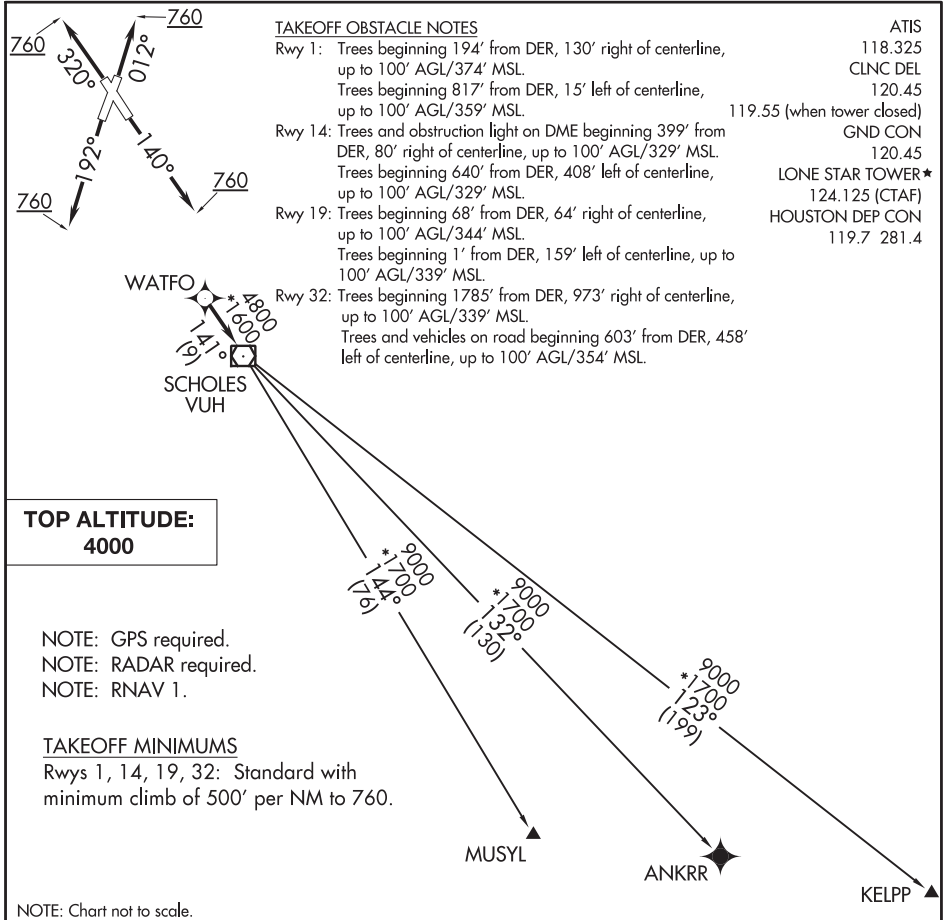 760
760
320°
012°
192°
140°
760
760
TAKEOFF OBSTACLE NOTES
Rwy 1: Trees beginning 194' from DER, 130' right of centerline,
up to 100' AGL/374' MSL.
Trees beginning 817' from DER, 15' left of centerline,
up to 100' AGL/359' MSL.
Rwy 14: Trees and obstruction light on DME beginning 399' from
DER, 80' right of centerline, up to 100' AGL/329' MSL.
Trees beginning 640' from DER, 408' left of centerline,
up to 100' AGL/329' MSL.
Rwy 19: Trees beginning 68' from DER, 64' right of centerline,
up to 100' AGL/344' MSL.
Trees beginning 1' from DER, 159' left of centerline, up to
100' AGL/339' MSL.
Rwy 32: Trees beginning 1785' from DER, 973' right of centerline,
up to 100' AGL/339' MSL.
Trees and vehicles on road beginning 603' from DER, 458'
left of centerline, up to 100' AGL/354' MSL.
ATIS
118.325
CLNC DEL
120.45
119.55 (when tower closed)
GND CON
120.45
LONE STAR TOWER★
124.125 (CTAF)
HOUSTON DEP CON
119.7 281.4
WATFO
4800
*1600
141°
(9)
SCHOLES
VUH
TOP ALTITUDE:
4000
9000
*1700
144°
(76)
9000
*1700
132°
(130)
9000
*1700
123°
(199)
NOTE: GPS required.
NOTE: RADAR required.
NOTE: RNAV 1.
TAKEOFF MINIMUMS
Rwys 1, 14, 19, 32: Standard with
minimum climb of 500' per NM to 760.
MUSYL
ANKRR
KELPP
NOTE: Chart not to scale.